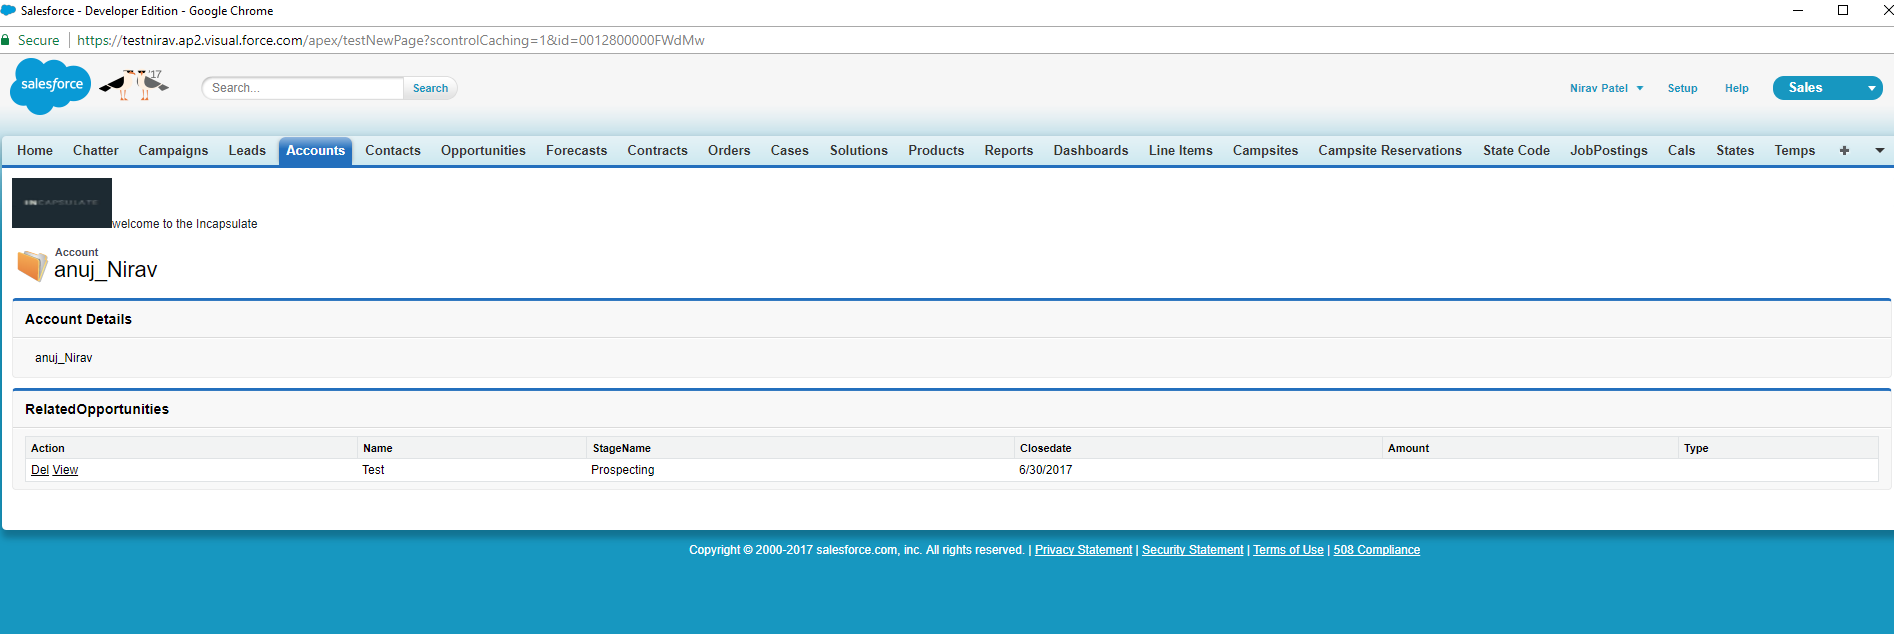 Salesforce - Developer Edition - Google Chrome
Secure | https://testnirav.ap2.visual.force.com/apex/testNewPage?scontrolCaching=1&id=0012800000FWdMw
salesforce '17 Search... Search Nirav Patel Setup Help Sales
Home Chatter Campaigns Leads Accounts Contacts Opportunities Forecasts Contracts Orders Cases Solutions Products Reports Dashboards Line Items Campsites Campsite Reservations State Code JobPostings Cals States Temps +
INCAPSULATE
welcome to the Incapsulate
Account
anuj_Nirav
Account Details
anuj_Nirav
RelatedOpportunities
Action Name StageName Closedate Amount Type
Del View Test Prospecting 6/30/2017
Copyright © 2000-2017 salesforce.com, inc. All rights reserved. | Privacy Statement | Security Statement | Terms of Use | 508 Compliance